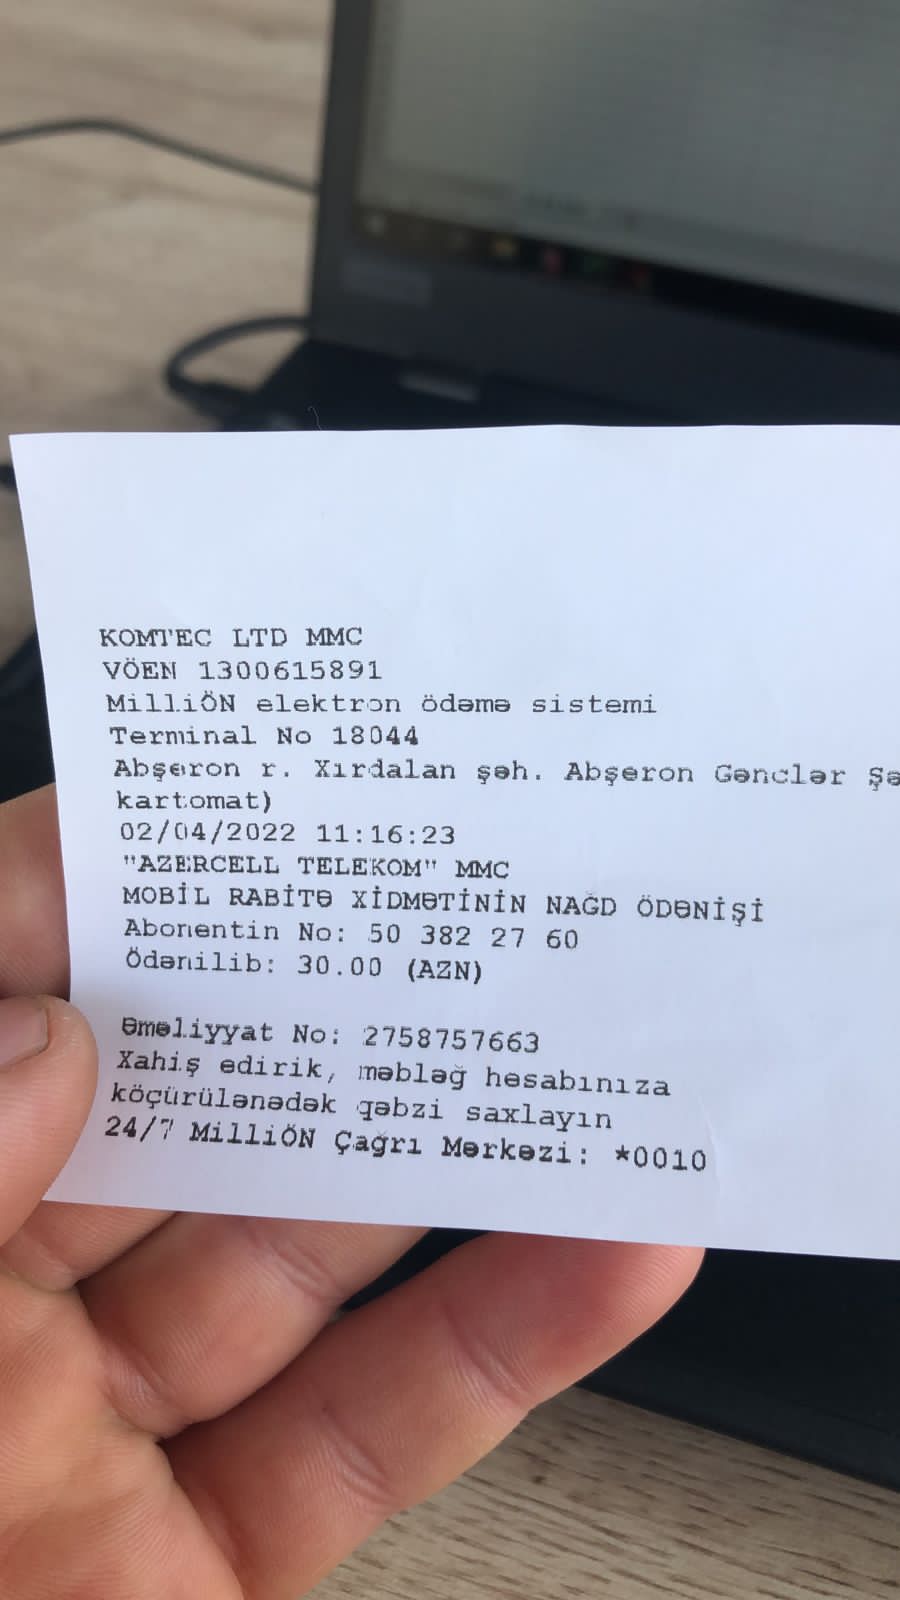 KOMTEC LTD MMC
VÖEN 1300615891
MilliÖN elektron ödəmə sistemi
Terminal No 18044
Abşeron r. Xırdalan şəh. Abşeron Gənclər Şə
kartomat)
02/04/2022 11:16:23
"AZERCELL TELEKOM" MMC
MOBİL RABİTƏ XİDMƏTİNİN NAĞD ÖDƏNİŞİ
Abonentin No: 50 382 27 60
Ödənilib: 30.00 (AZN)
Əməliyyat No: 2758757663
Xahiş edirik, məbləğ hesabınıza
köçürülənədək qəbzi saxlayın
24/7 MilliÖN Çağrı Mərkəzi: *0010